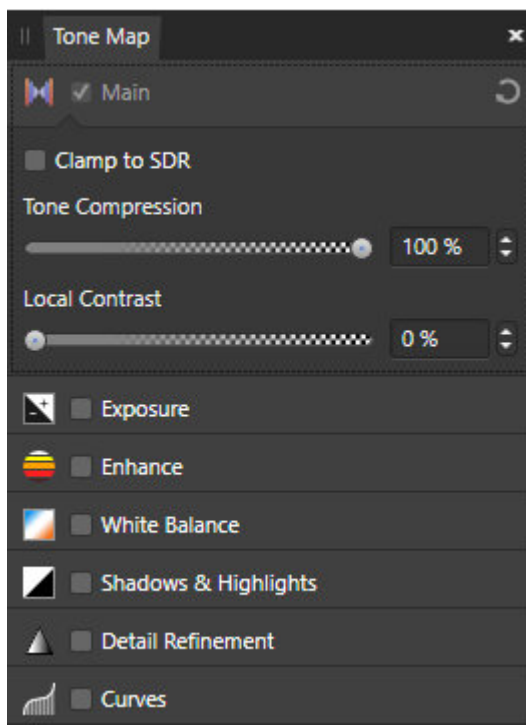 Tone Map
Main
Clamp to SDR
Tone Compression
100 %
Local Contrast
0 %
Exposure
Enhance
White Balance
Shadows & Highlights
Detail Refinement
Curves